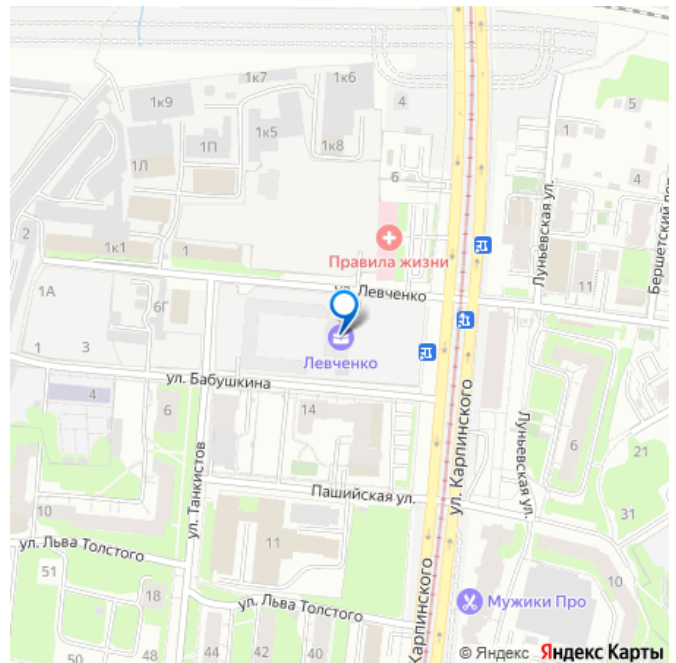 1к7
1к6
1к9
4
5
1П
1к5
1к8
1
1Л
6
4
ул. Карпинского
Луньевская ул.
Бершетский пер
2
1к1
1
Правила жизни
11
1А
6Г
ул. Левченко
1
3
Левченко
ул. Бабушкина
4
6
14
6
21
ул. Карпинского
Луньевская ул.
Пашийская ул.
ул. Танкистов
10
31
11
ул. Льва Толстого
51
18
10
Мужики Про
ул. Льва Толстого
Карпинского
50
48
44
42
40
© Яндекс Яндекс Карты